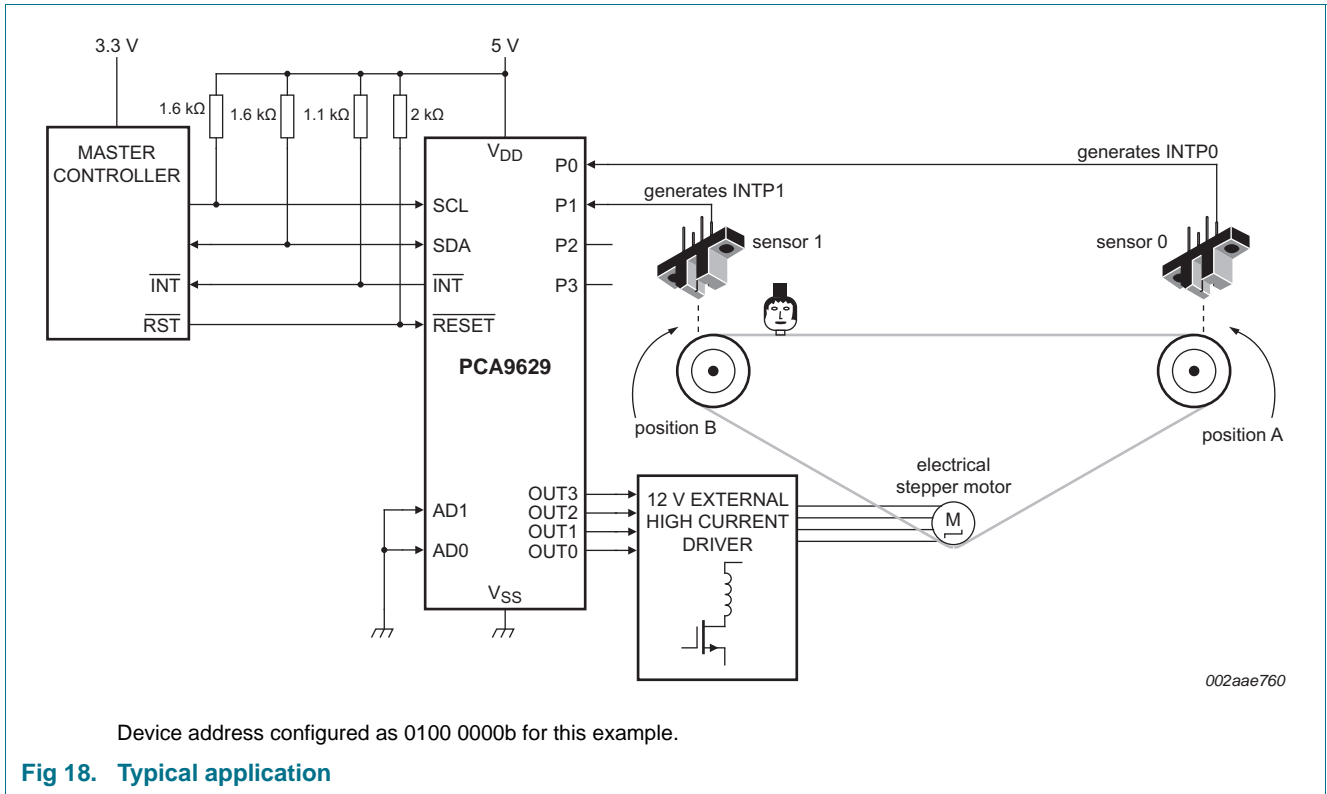 3.3 V
5 V
1.6 kΩ
1.6 kΩ
1.1 kΩ
2 kΩ
MASTER
CONTROLLER
INT
RST
VDD
SCL
SDA
INT
RESET
PCA9629
AD1
AD0
VSS
P0
P1
P2
P3
OUT3
OUT2
OUT1
OUT0
generates INTP0
generates INTP1
sensor 1
sensor 0
position B
position A
electrical
stepper motor
M
12 V EXTERNAL
HIGH CURRENT
DRIVER
002aae760
Device address configured as 0100 0000b for this example.
Fig 18. Typical application